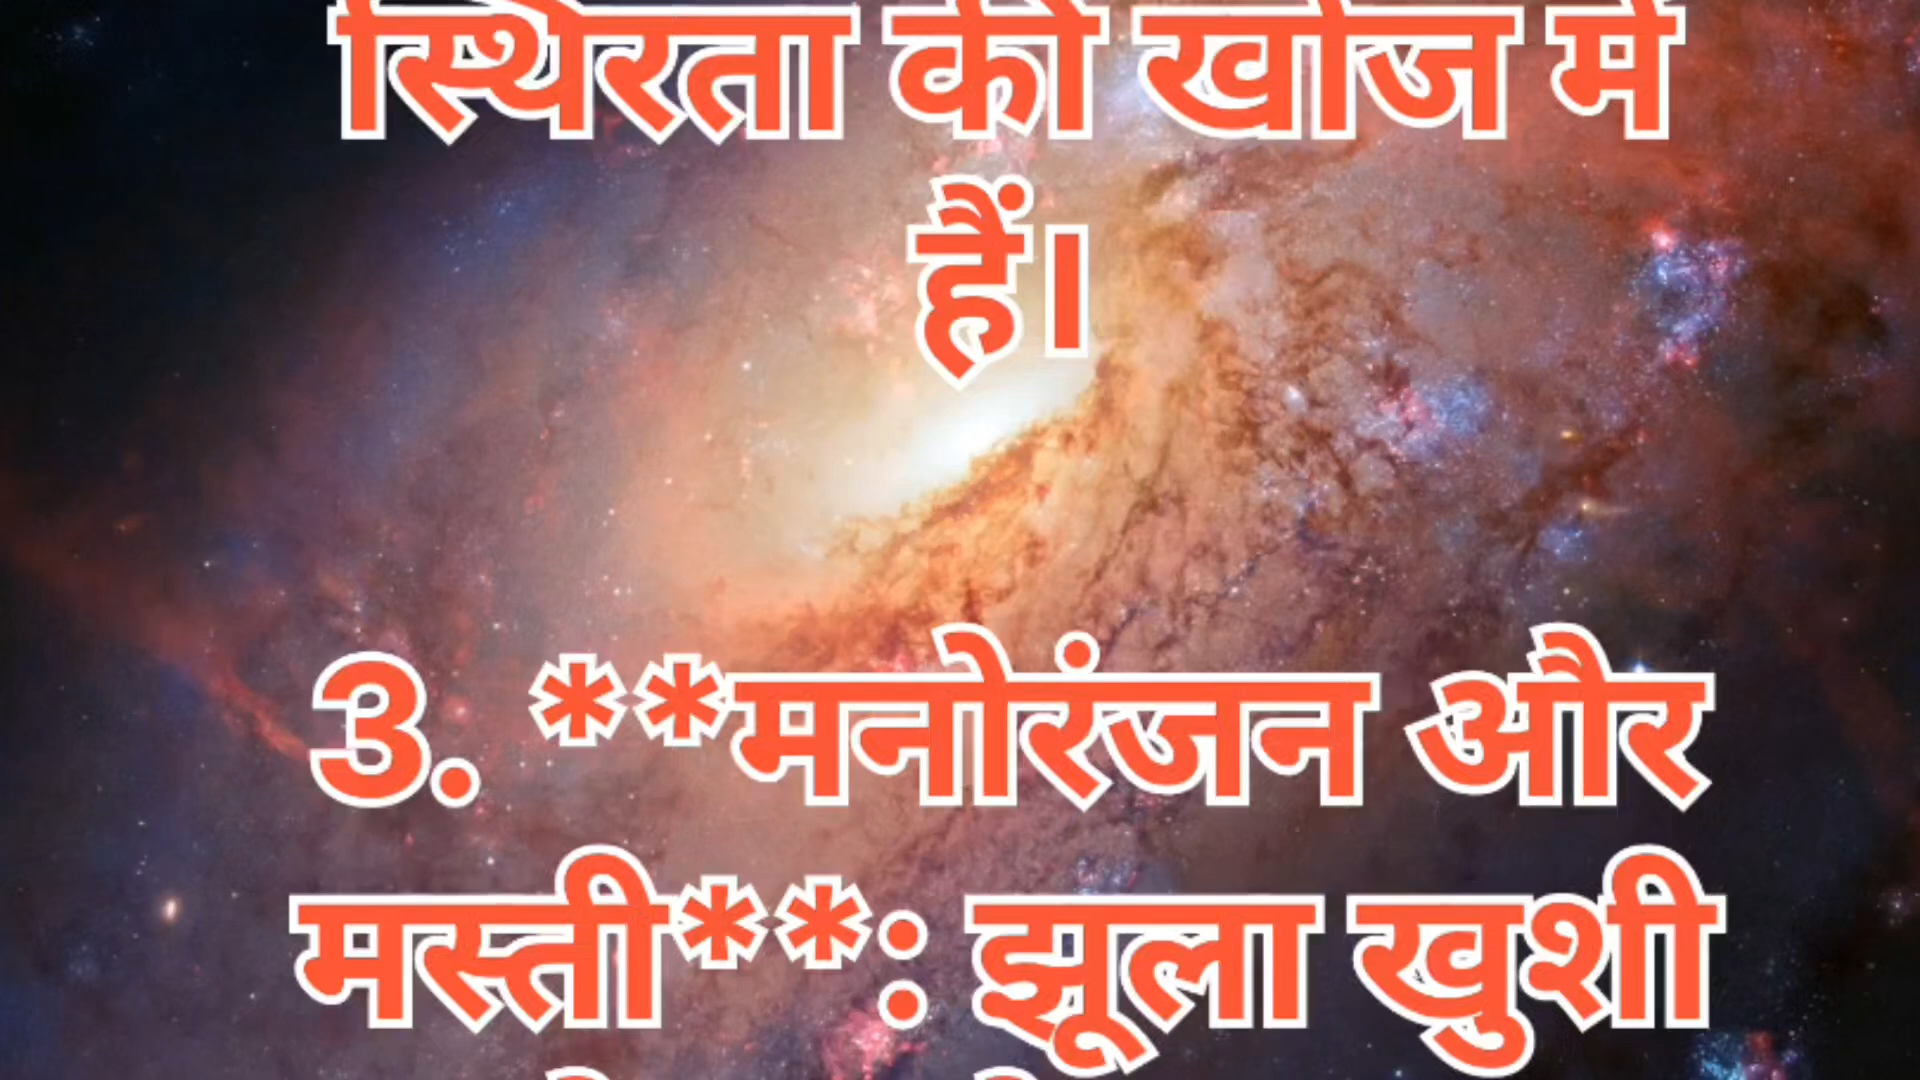 स्थिरता की खोज में
हैं।
3. **मनोरंजन और
मस्ती**: झूला खुशी